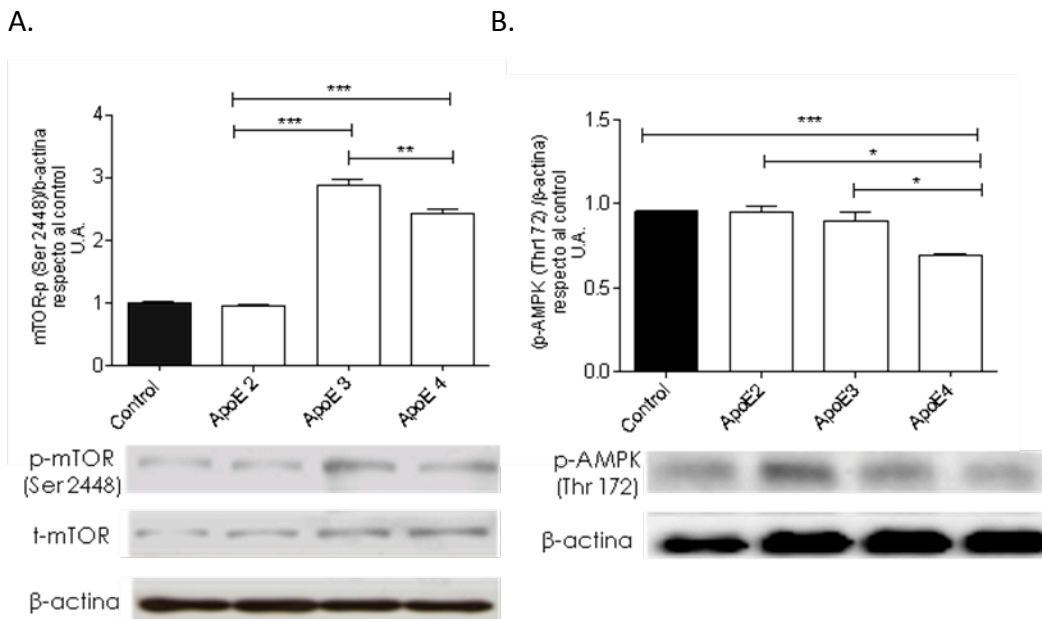 A.
B.
mTOR-p (Ser 2448)/b-actina
respecto al control
U.A.
4
3
2
1
0
***
***
**
Control
ApoE 2
ApoE 3
ApoE 4
p-mTOR
(Ser 2448)
t-mTOR
β-actina
(p-AMPK (Thr172) /β-actina)
respecto al control
U.A.
1.5
1.0
0.5
0.0
***
*
*
Control
ApoE2
ApoE3
ApoE4
p-AMPK
(Thr 172)
β-actina